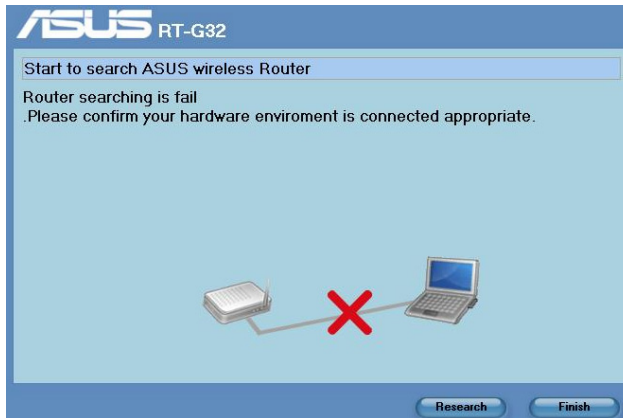 ASUS RT-G32
Start to search ASUS wireless Router
Router searching is fail
.Please confirm your hardware enviroment is connected appropriate.
Research Finish